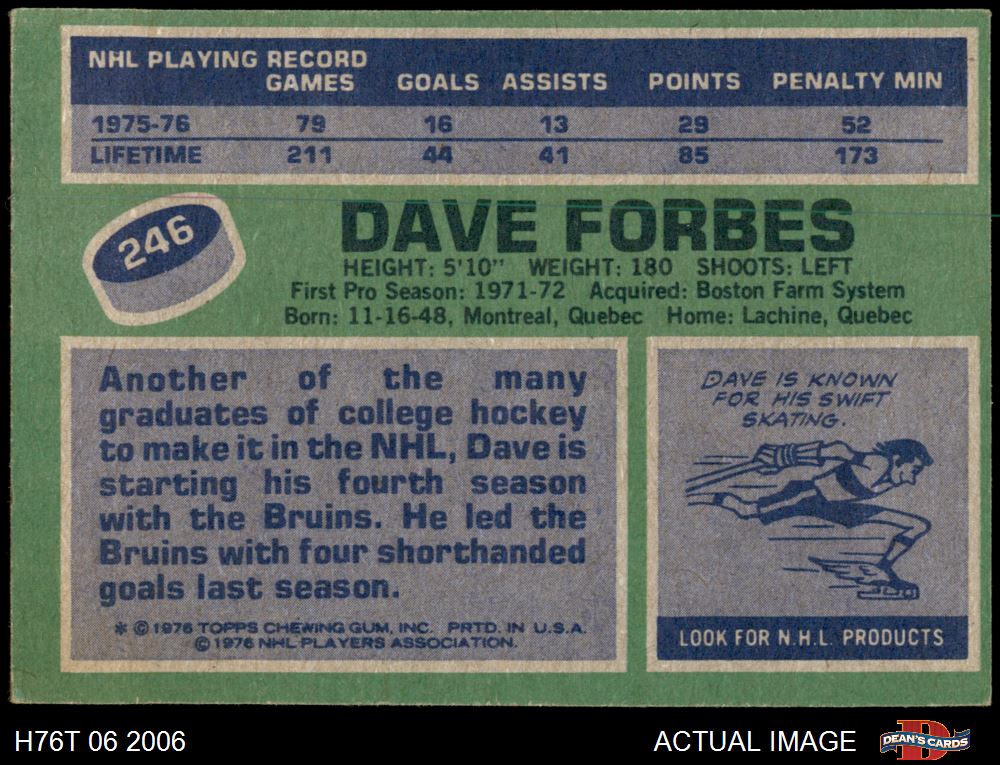 NHL PLAYING RECORD
GAMES GOALS ASSISTS POINTS PENALTY MIN
1975-76 79 16 13 29 52
LIFETIME 211 44 41 85 173
246
DAVE FORBES
HEIGHT: 5'10" WEIGHT: 180 SHOOTS: LEFT
First Pro Season: 1971-72 Acquired: Boston Farm System
Born: 11-16-48, Montreal, Quebec Home: Lachine, Quebec
Another of the many
graduates of college hockey
to make it in the NHL, Dave is
starting his fourth season
with the Bruins. He led the
Bruins with four shorthanded
goals last season.
* © 1976 TOPPS CHEWING GUM, INC. PRTD. IN U.S.A.
© 1976 NHL PLAYERS ASSOCIATION.
DAVE IS KNOWN
FOR HIS SWIFT
SKATING.
LOOK FOR N.H.L. PRODUCTS
H76T 06 2006
ACTUAL IMAGE
D
DEAN'S CARDS